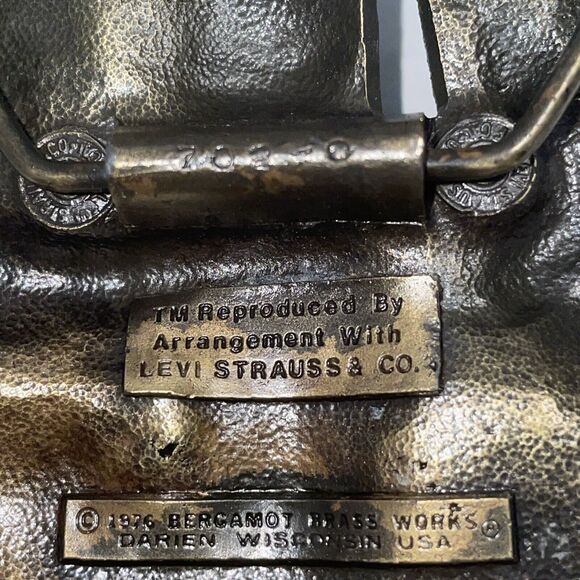 TM Reproduced By
Arrangement With
LEVI STRAUSS & CO.
© 1976 BERGAMOT BRASS WORKS
DARIEN WISCONSIN USA